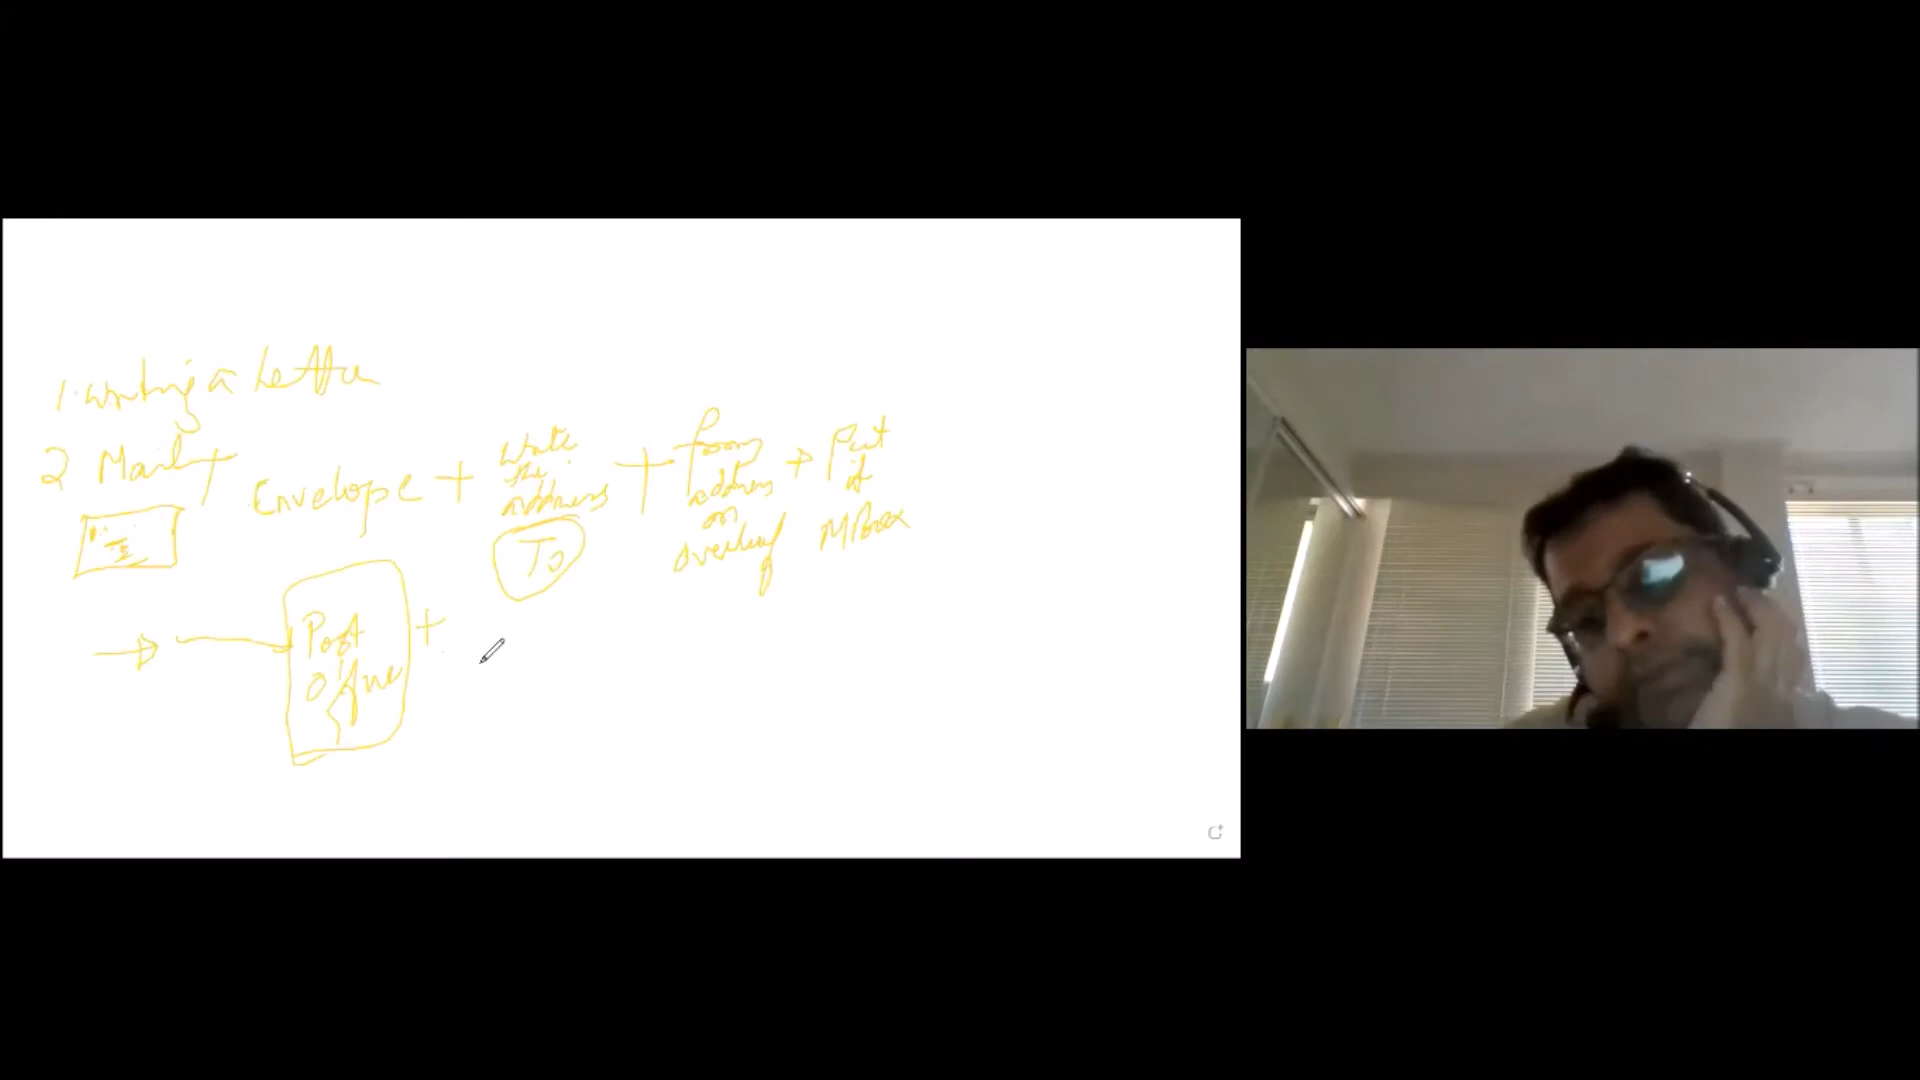 1. Writing a Letter
2 Mail +
Envelope +
Write
the
address
To
+
from
address
on
overleaf
→ Put
it
MBox
Post
Office
+